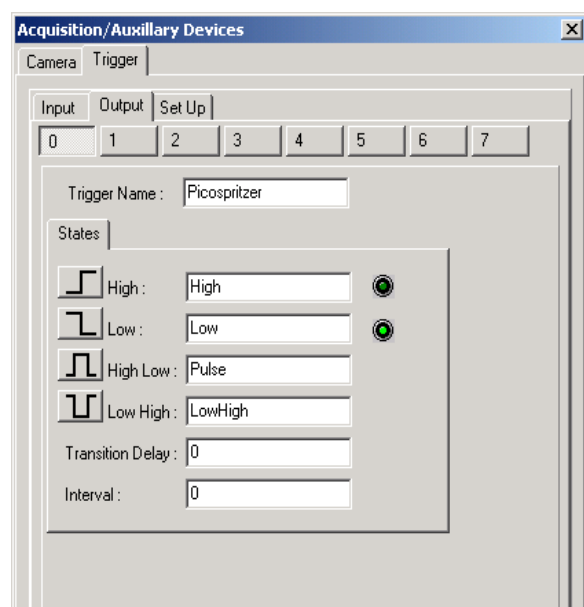 Acquisition/Auxillary Devices
Camera Trigger
Input Output Set Up
0 1 2 3 4 5 6 7
Trigger Name : Picospritzer
States
High : High
Low : Low
High Low : Pulse
Low High : LowHigh
Transition Delay : 0
Interval : 0